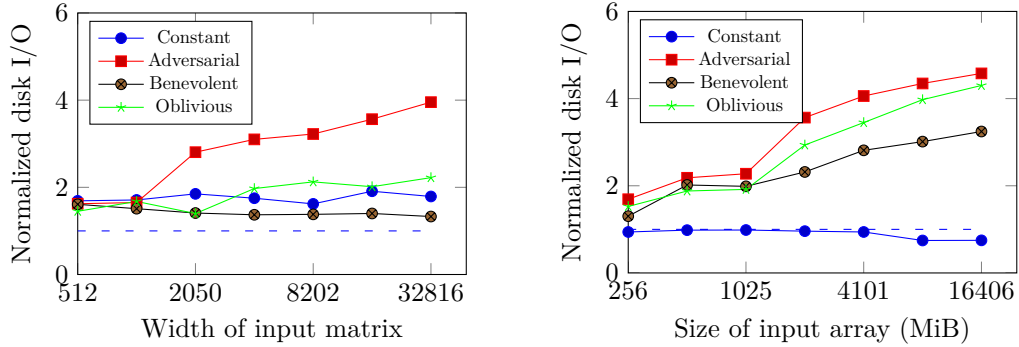 Normalized disk I/O
6
4
2
0
Constant
Adversarial
Benevolent
Oblivious
512
2050
8202
32816
Width of input matrix
Normalized disk I/O
6
4
2
0
Constant
Adversarial
Benevolent
Oblivious
256
1025
4101
16406
Size of input array (MiB)